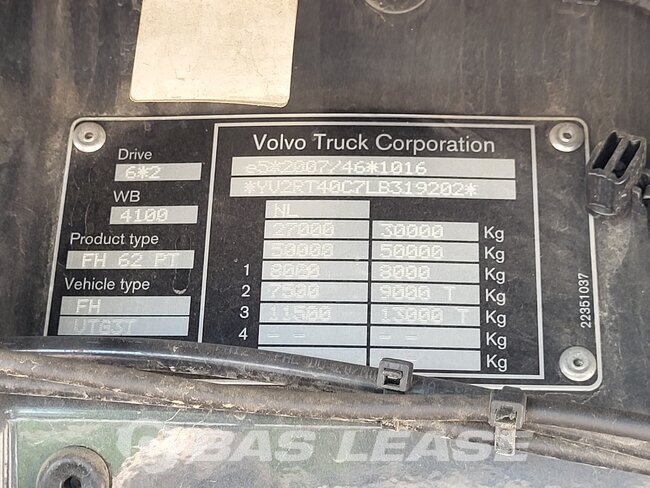 Volvo Truck Corporation
Drive
6*2
WB
4100
Product type
FH 62 PT
Vehicle type
FH
VTG3T
e5*2007/46*1016
*YV2RT40C7LB319202*
NL
27000 30000 Kg
50000 50000 Kg
1 8000 8000 Kg
2 7500 9000 T Kg
3 11500 13000 T Kg
4 -- -- Kg
Kg
22351037
BAS LEASE